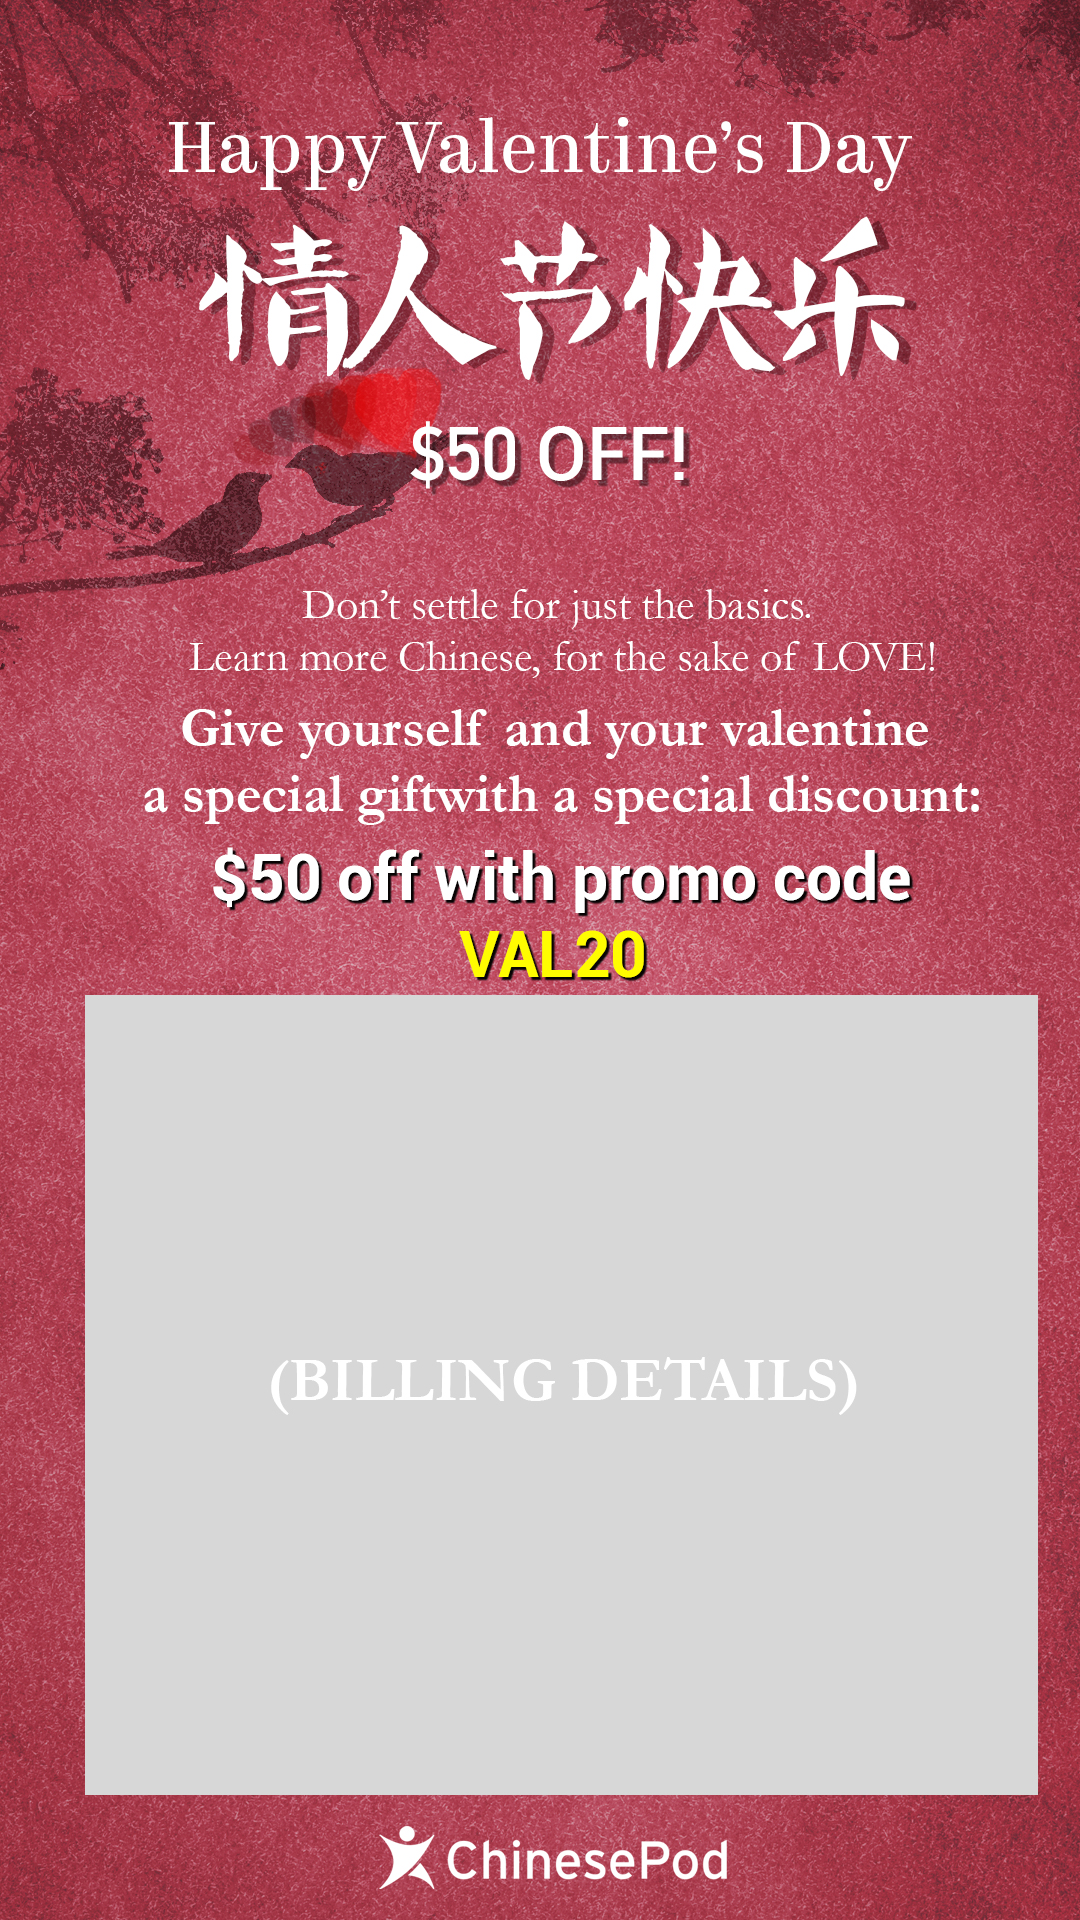 Happy Valentine’s Day
情人节快乐
$50 OFF!
Don’t settle for just the basics.
Learn more Chinese, for the sake of LOVE!
Give yourself and your valentine
a special giftwith a special discount:
$50 off with promo code
VAL20
(BILLING DETAILS)
ChinesePod